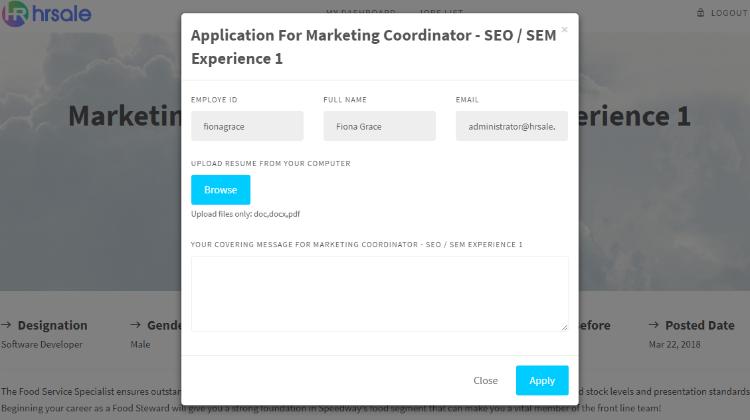 hrsale
MY DASHBOARD JOBS LIST
LOGOUT
Application For Marketing Coordinator - SEO / SEM
Experience 1
×
Marketin
erience 1
EMPLOYE ID
FULL NAME
EMAIL
fionagrace
Fiona Grace
administrator@hrsale.
UPLOAD RESUME FROM YOUR COMPUTER
Browse
Upload files only: doc,docx,pdf
YOUR COVERING MESSAGE FOR MARKETING COORDINATOR - SEO / SEM EXPERIENCE 1
Designation
Gende
efore
Posted Date
Software Developer
Male
Mar 22, 2018
Close
Apply
The Food Service Specialist ensures outstan
d stock levels and presentation standards
Beginning your career as a Food Steward will give you a strong foundation in Speedway's food segment that can make you a vital member of the front line team!